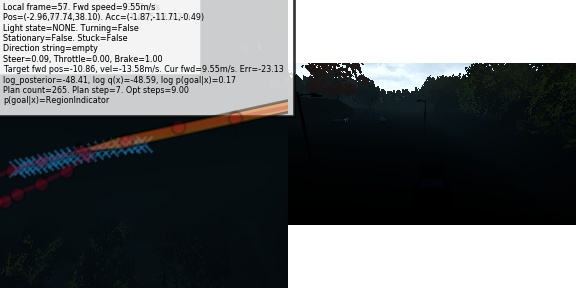 Local frame=57. Fwd speed=9.55m/s
Pos=(-2.96,77.74,38.10). Acc=(-1.87,-11.71,-0.49)
Light state=NONE. Turning=False
Stationary=False. Stuck=False
Direction string=empty
Steer=0.09, Throttle=0.00, Brake=1.00
Target fwd pos=-10.86, vel=-13.58m/s. Cur fwd=9.55m/s. Err=-23.13
log_posterior=-48.41, log q(x)=-48.59, log p(goal|x)=0.17
Plan count=265. Plan step=7. Opt steps=9.00
p(goal|x)=RegionIndicator